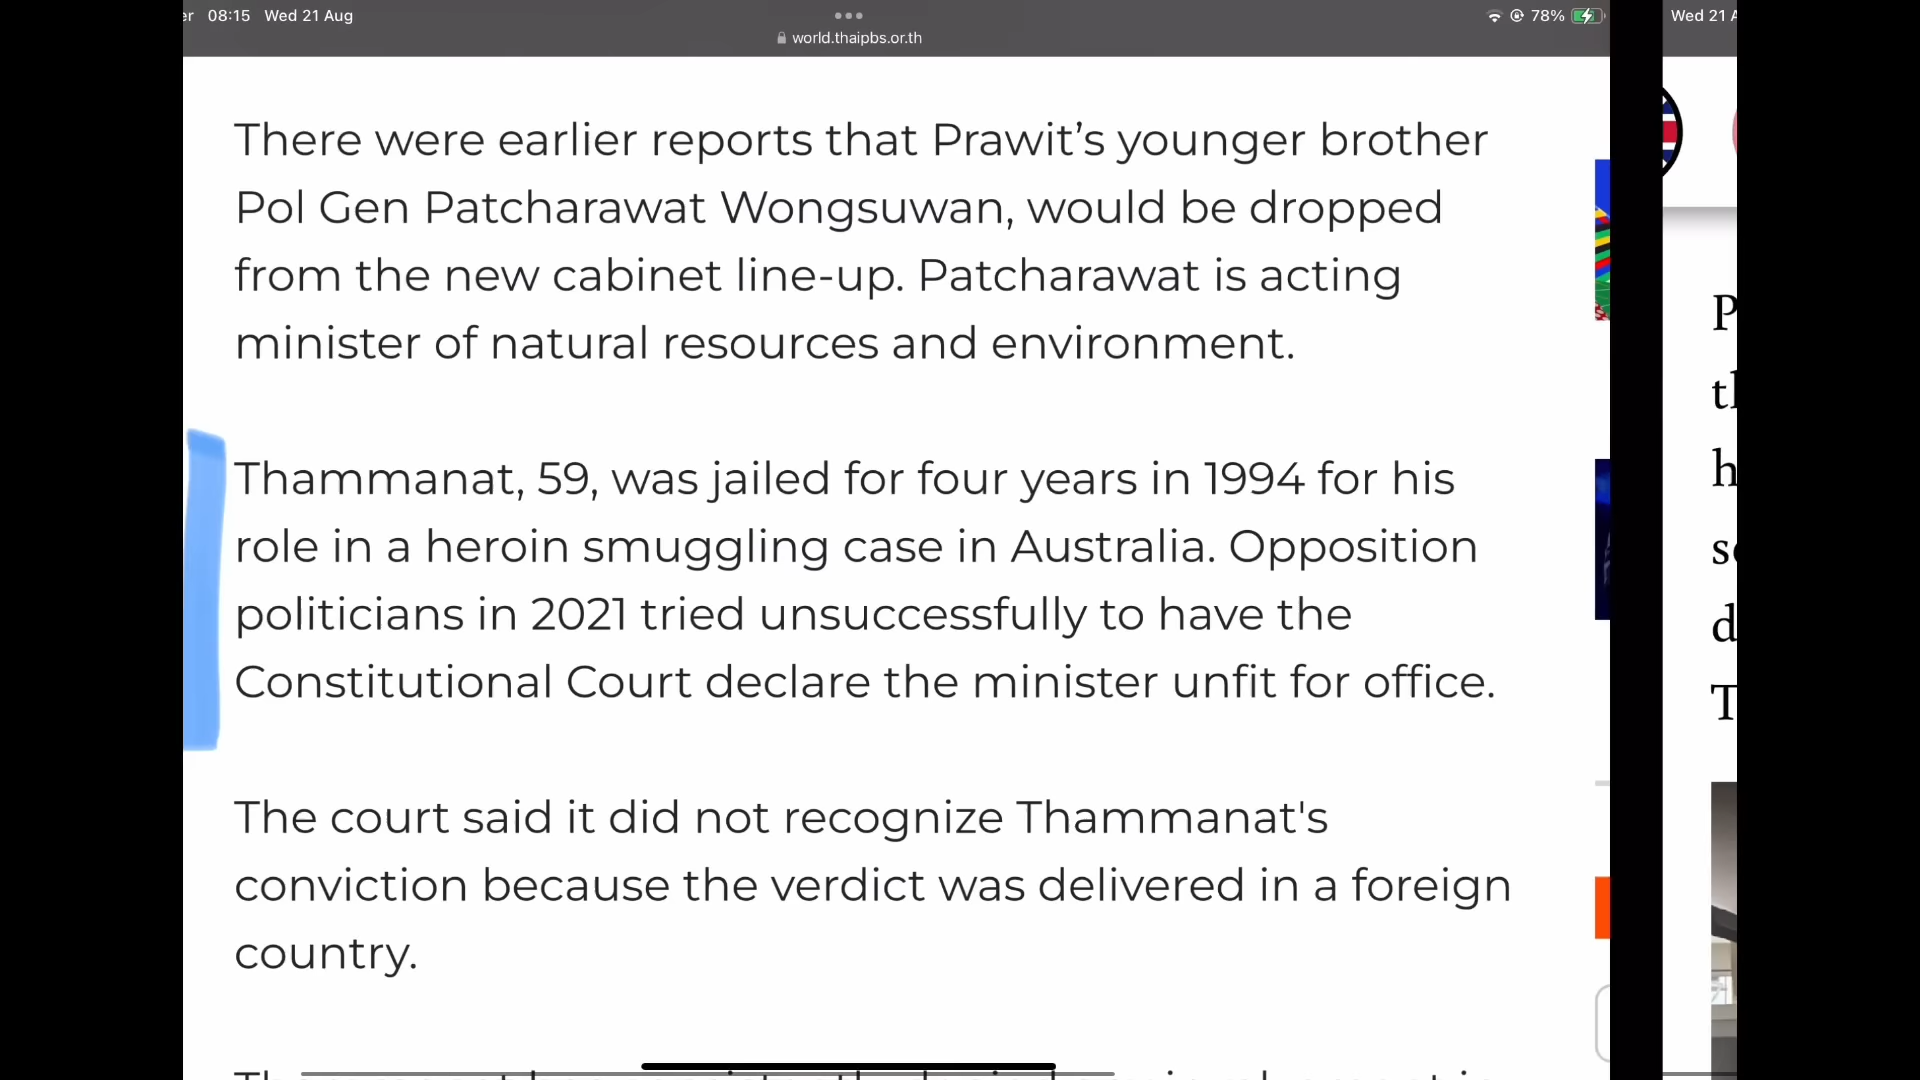 08:15 Wed 21 Aug
78%
world.thaipbs.or.th
Wed 21
There were earlier reports that Prawit’s younger brother
Pol Gen Patcharawat Wongsuwan, would be dropped
from the new cabinet line-up. Patcharawat is acting
minister of natural resources and environment.
Thammanat, 59, was jailed for four years in 1994 for his
role in a heroin smuggling case in Australia. Opposition
politicians in 2021 tried unsuccessfully to have the
Constitutional Court declare the minister unfit for office.
The court said it did not recognize Thammanat's
conviction because the verdict was delivered in a foreign
country.